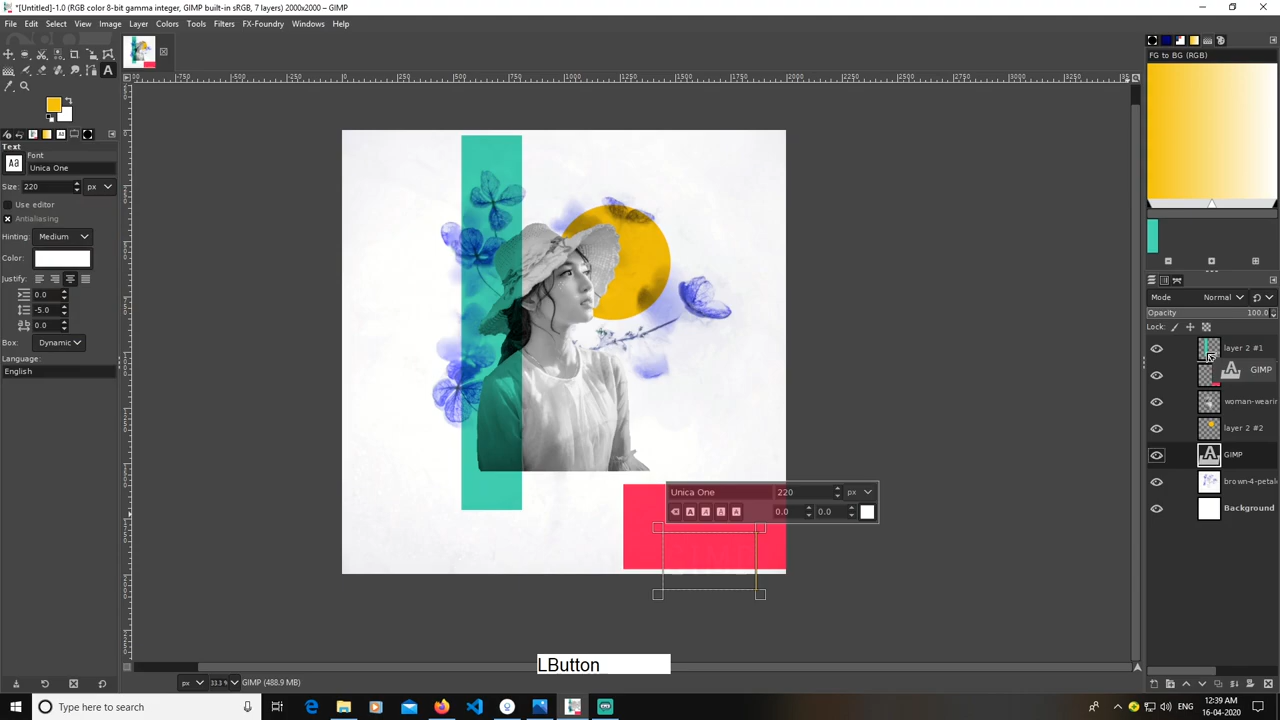 *[Untitled]-1.0 (RGB color 8-bit gamma integer, GIMP built-in sRGB, 7 layers) 2000x2000 – GIMP
File Edit Select View Image Layer Colors Tools Filters FX-Foundry Windows Help
FG to BG (RGB)
Text
Font
Unica One
Size: 220 px
Use editor
Antialiasing
Hinting: Medium
Color:
Justify:
0.0
-5.0
0.0
Box: Dynamic
Language:
English
Mode Normal
Opacity 100.0
Lock:
layer 2 #1
GIMP
woman-wearin
layer 2 #2
GIMP
brown-4-petal
Background
Unica One 220 px
0.0 0.0
LButton
px 33.3 % GIMP (488.9 MB)
Type here to search
12:39 AM
16-04-2020